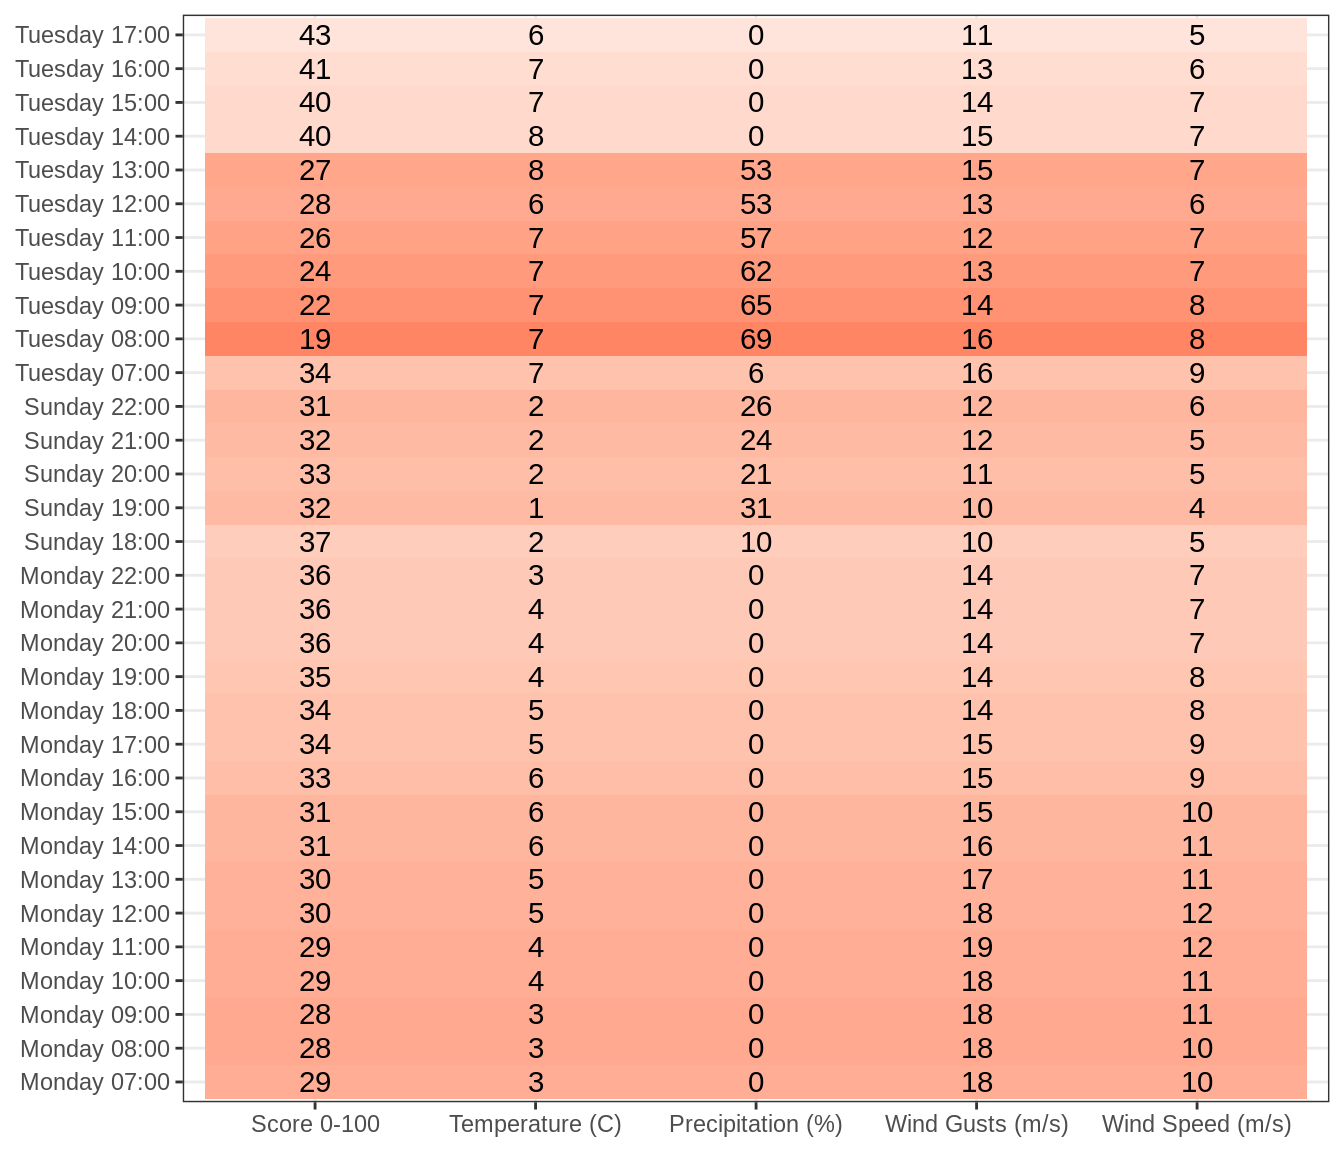 Tuesday 17:00 43 6 0 11 5
Tuesday 16:00 41 7 0 13 6
Tuesday 15:00 40 7 0 14 7
Tuesday 14:00 40 8 0 15 7
Tuesday 13:00 27 8 53 15 7
Tuesday 12:00 28 6 53 13 6
Tuesday 11:00 26 7 57 12 7
Tuesday 10:00 24 7 62 13 7
Tuesday 09:00 22 7 65 14 8
Tuesday 08:00 19 7 69 16 8
Tuesday 07:00 34 7 6 16 9
Sunday 22:00 31 2 26 12 6
Sunday 21:00 32 2 24 12 5
Sunday 20:00 33 2 21 11 5
Sunday 19:00 32 1 31 10 4
Sunday 18:00 37 2 10 10 5
Monday 22:00 36 3 0 14 7
Monday 21:00 36 4 0 14 7
Monday 20:00 36 4 0 14 7
Monday 19:00 35 4 0 14 8
Monday 18:00 34 5 0 14 8
Monday 17:00 34 5 0 15 9
Monday 16:00 33 6 0 15 9
Monday 15:00 31 6 0 15 10
Monday 14:00 31 6 0 16 11
Monday 13:00 30 5 0 17 11
Monday 12:00 30 5 0 18 12
Monday 11:00 29 4 0 19 12
Monday 10:00 29 4 0 18 11
Monday 09:00 28 3 0 18 11
Monday 08:00 28 3 0 18 10
Monday 07:00 29 3 0 18 10
Score 0-100 Temperature (C) Precipitation (%) Wind Gusts (m/s) Wind Speed (m/s)